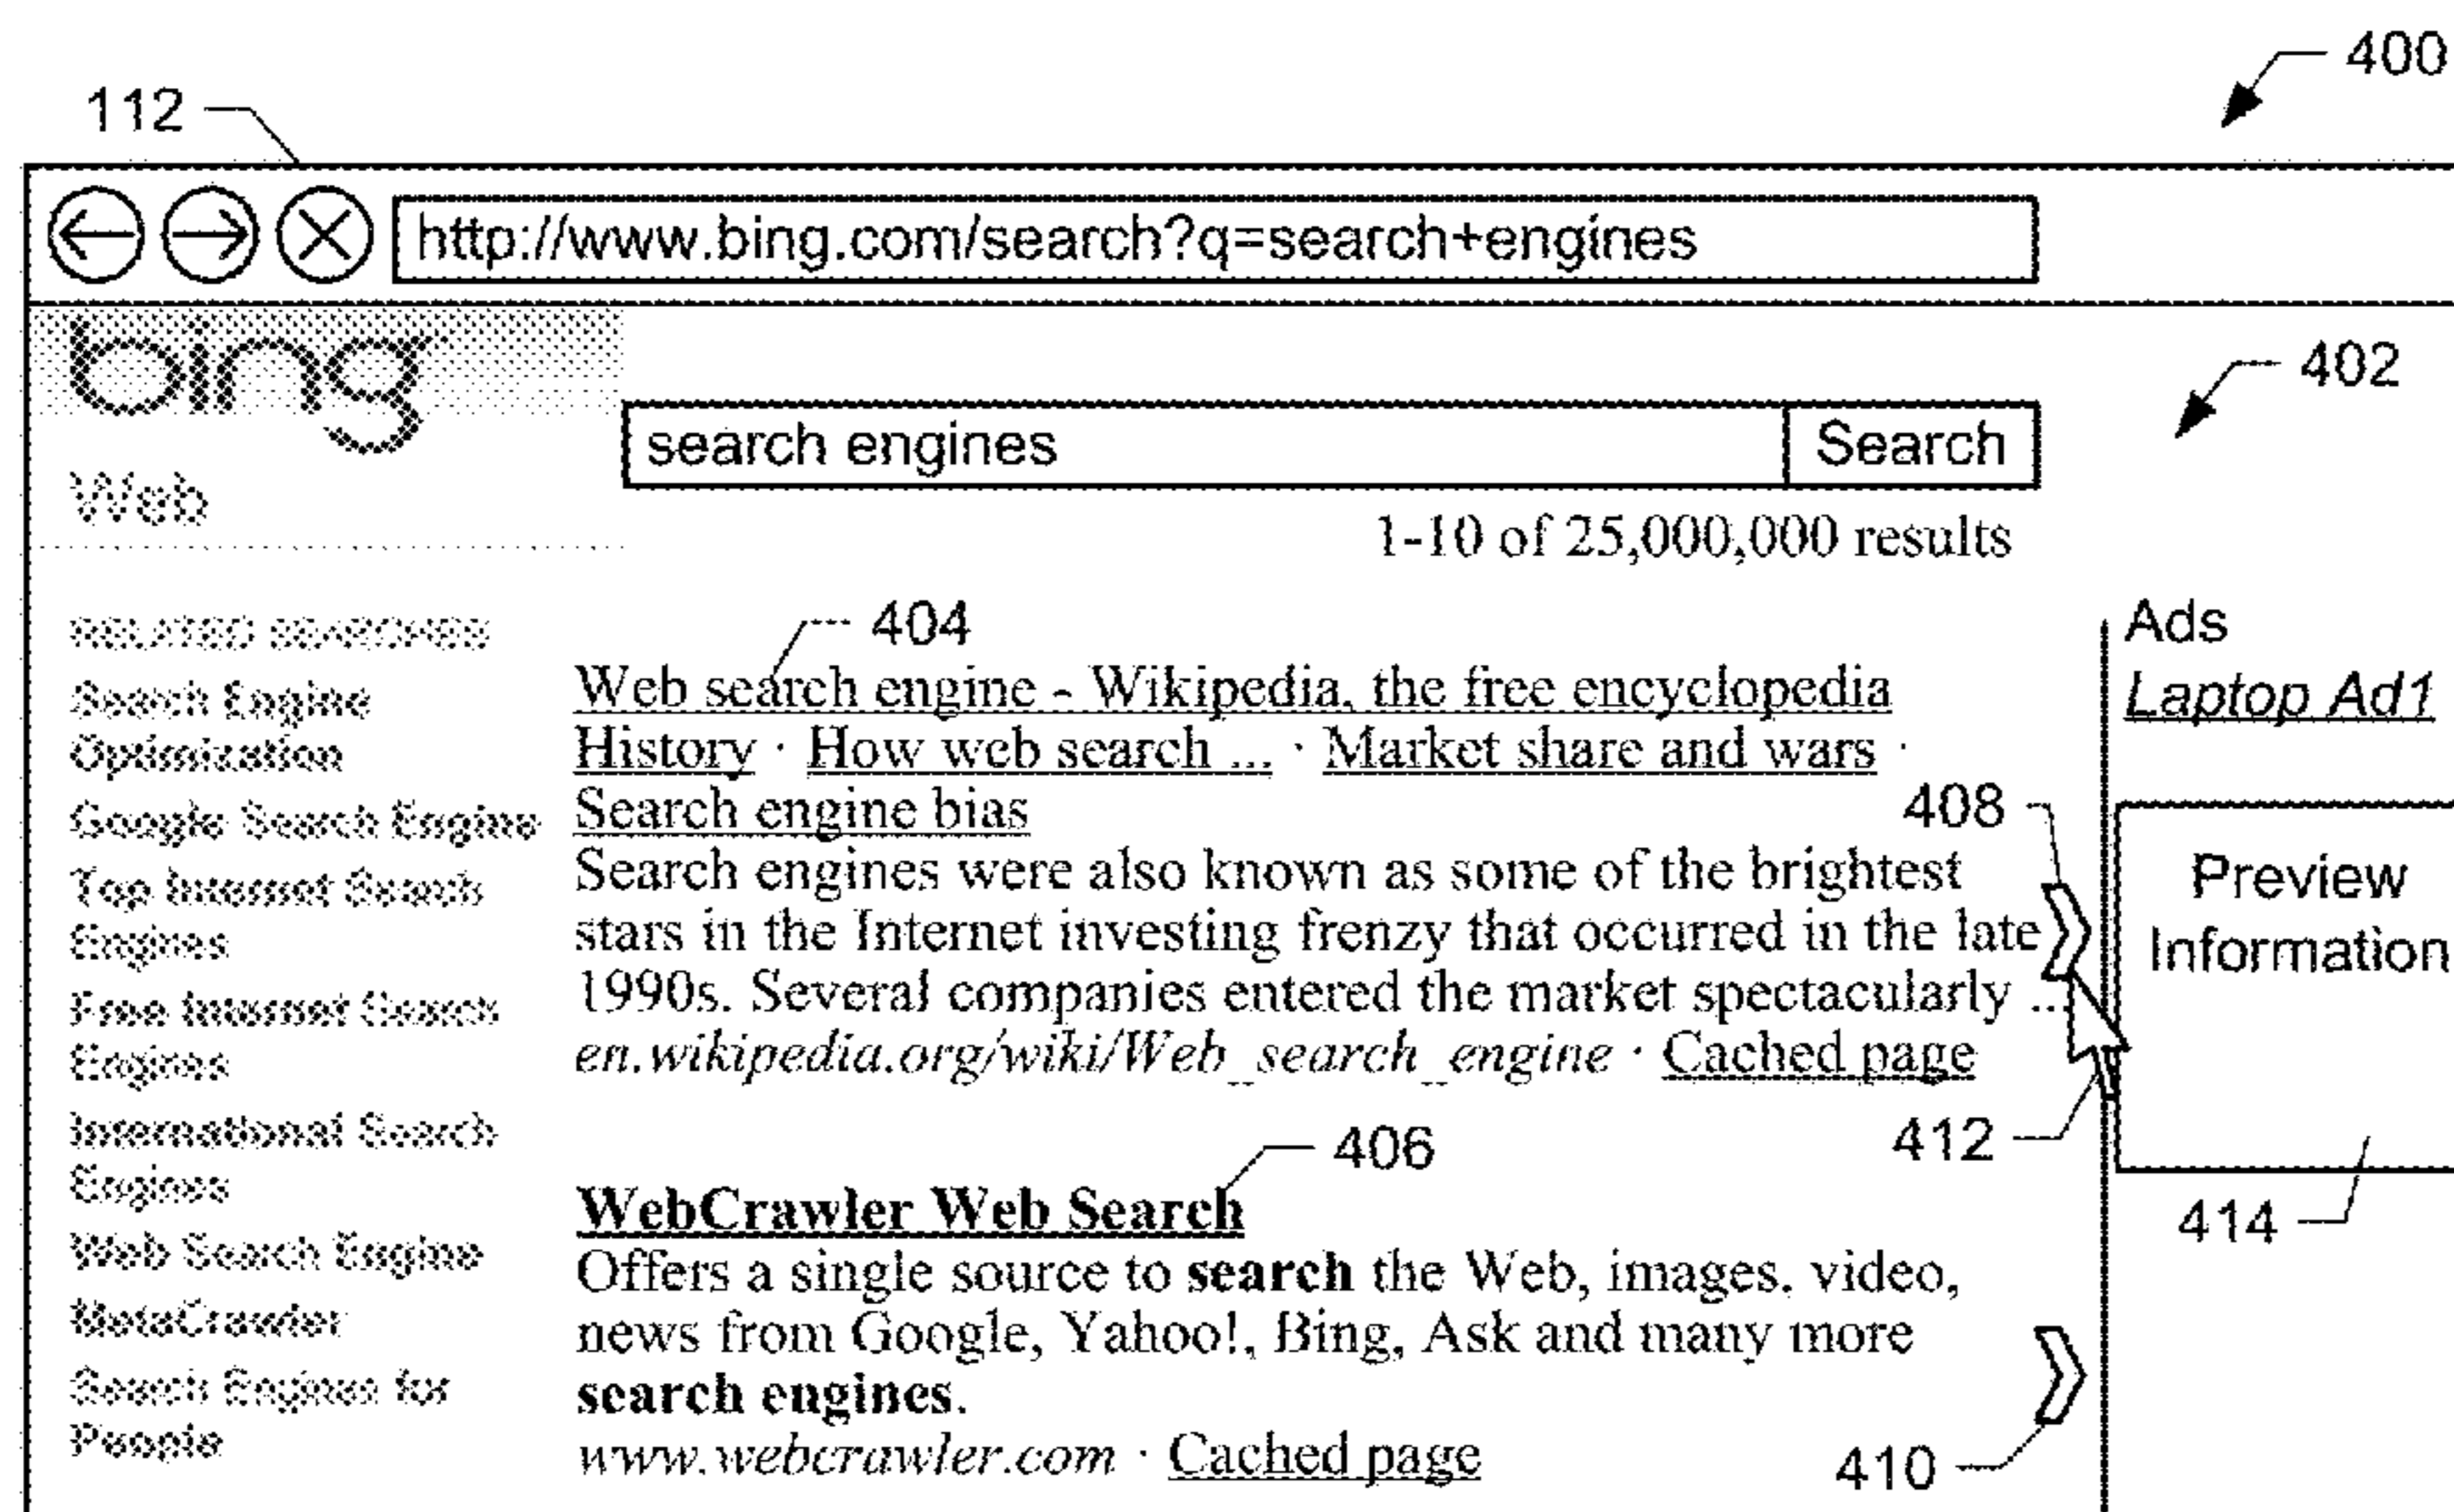 400
112
http://www.bing.com/search?q=search+engines
bing
402
search engines
Search
Web
1-10 of 25,000,000 results
RELATED SEARCHES
Search Engine
Optimization
Google Search Engine
Top Internet Search
Engines
Free Internet Search
Engines
International Search
Engines
Web Search Engine
MetaCrawler
Search Engines for
People
404
Web search engine - Wikipedia, the free encyclopedia
History · How web search ... · Market share and wars ·
Search engine bias
Search engines were also known as some of the brightest
stars in the Internet investing frenzy that occurred in the late
1990s. Several companies entered the market spectacularly ...
en.wikipedia.org/wiki/Web_search_engine · Cached page
406
WebCrawler Web Search
Offers a single source to search the Web, images, video,
news from Google, Yahoo!, Bing, Ask and many more
search engines.
www.webcrawler.com · Cached page
408
412
410
Ads
Laptop Ad1
Preview
Information
414